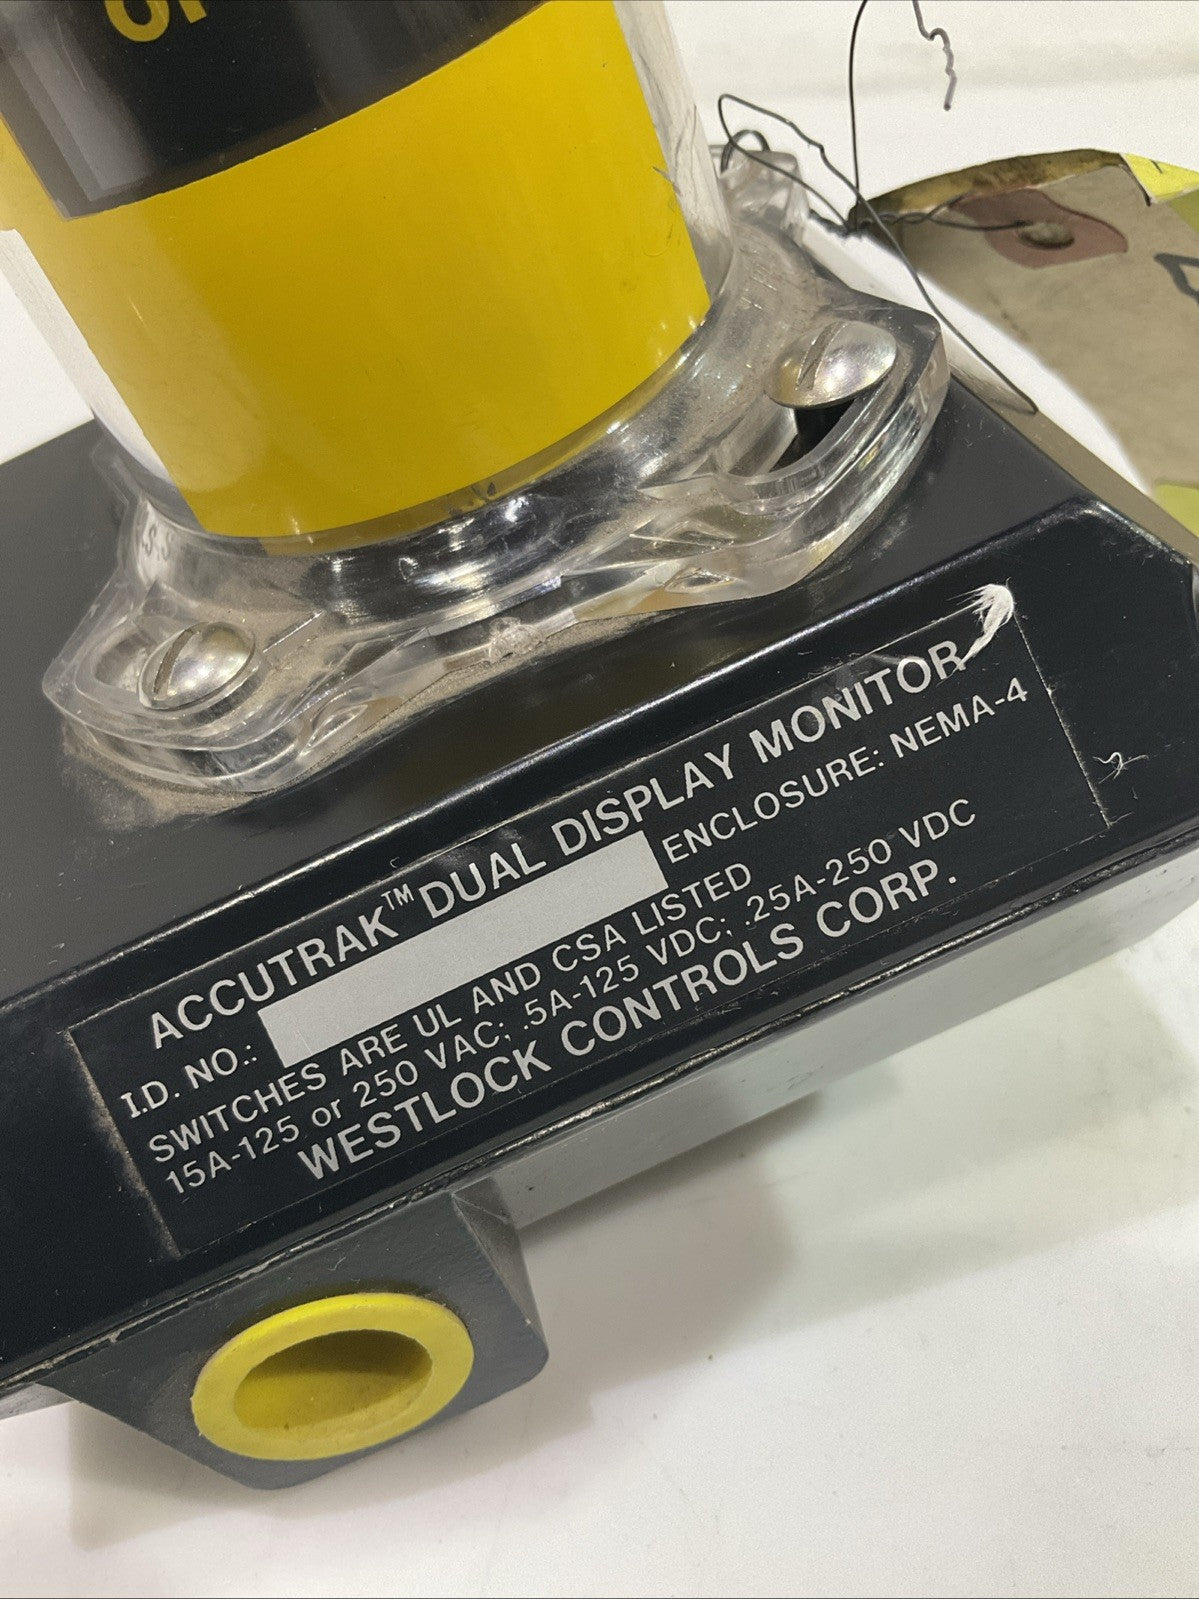 ACCUTRAK™ DUAL DISPLAY MONITOR
I.D. NO.: ENCLOSURE: NEMA-4
SWITCHES ARE UL AND CSA LISTED
15A-125 or 250 VAC; .5A-125 VDC; .25A-250 VDC
WESTLOCK CONTROLS CORP.